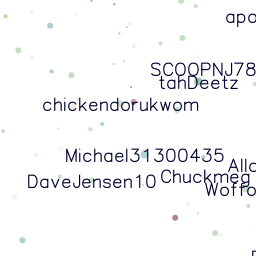 apo
SCOOPNJ78
tahDeetz
chickendorukwom
Michael31300435
Allo
Chuckmeg
DaveJensen10
Woffo